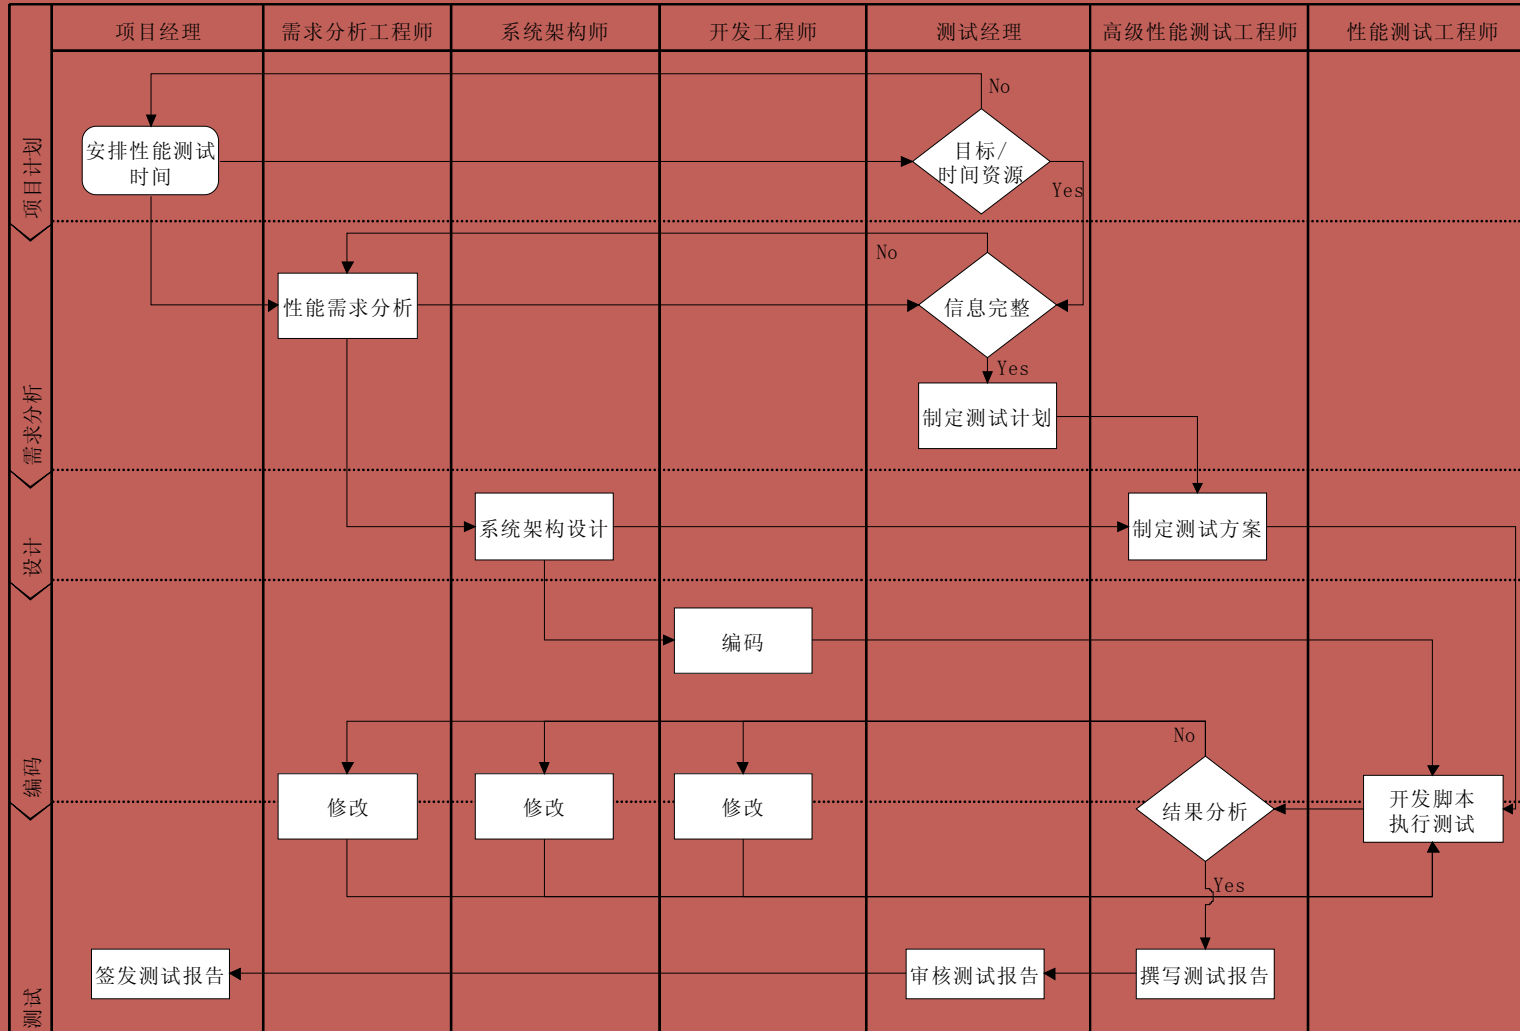 项目经理
需求分析工程师
系统架构师
开发工程师
测试经理
高级性能测试工程师
性能测试工程师
项目计划
No
安排性能测试
时间
目标/
时间资源
Yes
需求分析
No
性能需求分析
信息完整
Yes
制定测试计划
设计
系统架构设计
制定测试方案
编码
编码
No
修改
修改
修改
结果分析
开发脚本
执行测试
Yes
测试
签发测试报告
审核测试报告
撰写测试报告